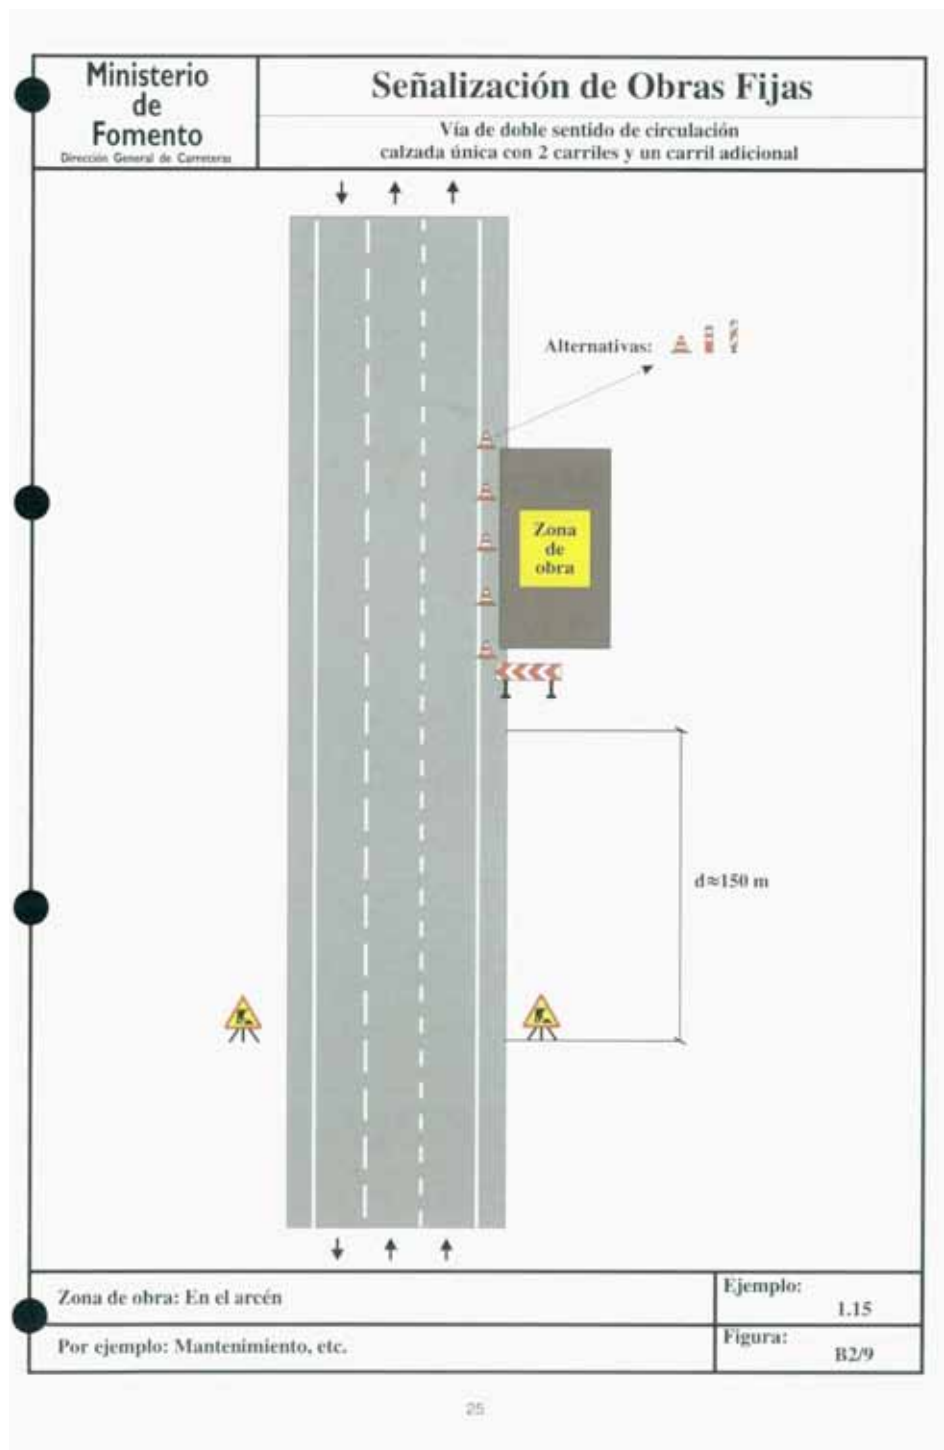 Ministerio
de
Fomento
Dirección General de Carreteras
Señalización de Obras Fijas
Vía de doble sentido de circulación
calzada única con 2 carriles y un carril adicional
Alternativas:
Zona
de
obra
d≈150 m
Zona de obra: En el arcén
Ejemplo:
1.15
Por ejemplo: Mantenimiento, etc.
Figura:
B2/9
25